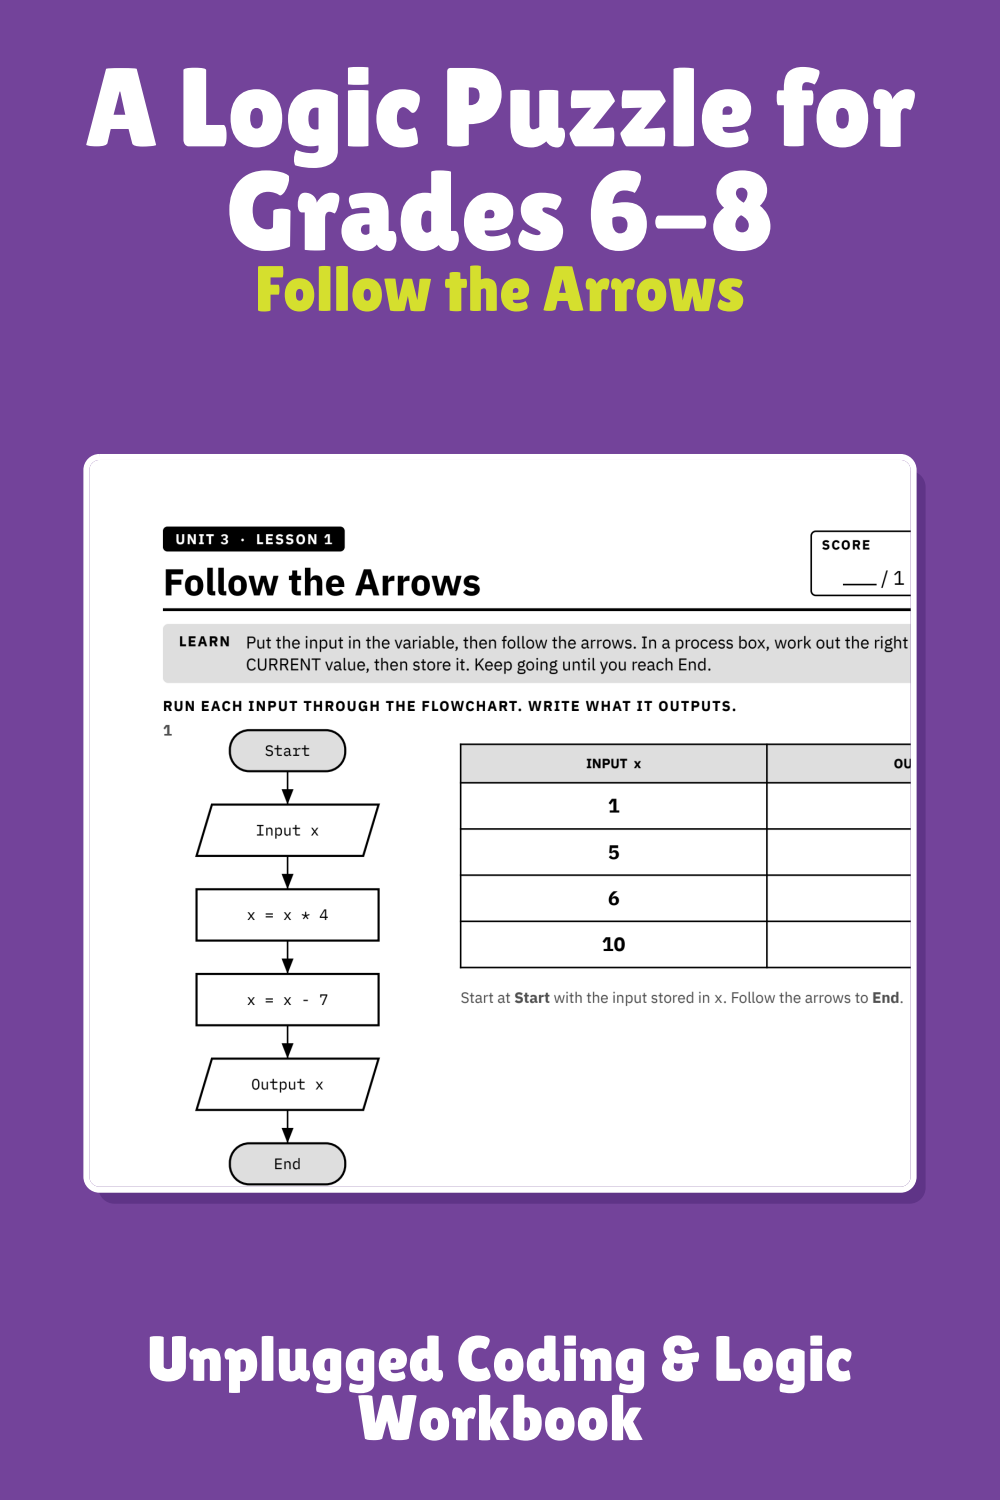 A Logic Puzzle for
Grades 6–8
Follow the Arrows
UNIT 3 · LESSON 1
SCORE
/ 1
Follow the Arrows
LEARN Put the input in the variable, then follow the arrows. In a process box, work out the right
CURRENT value, then store it. Keep going until you reach End.
RUN EACH INPUT THROUGH THE FLOWCHART. WRITE WHAT IT OUTPUTS.
1
Start
Input x
x = x * 4
x = x - 7
Output x
End
INPUT x OU
1
5
6
10
Start at Start with the input stored in x. Follow the arrows to End.
Unplugged Coding & Logic
Workbook